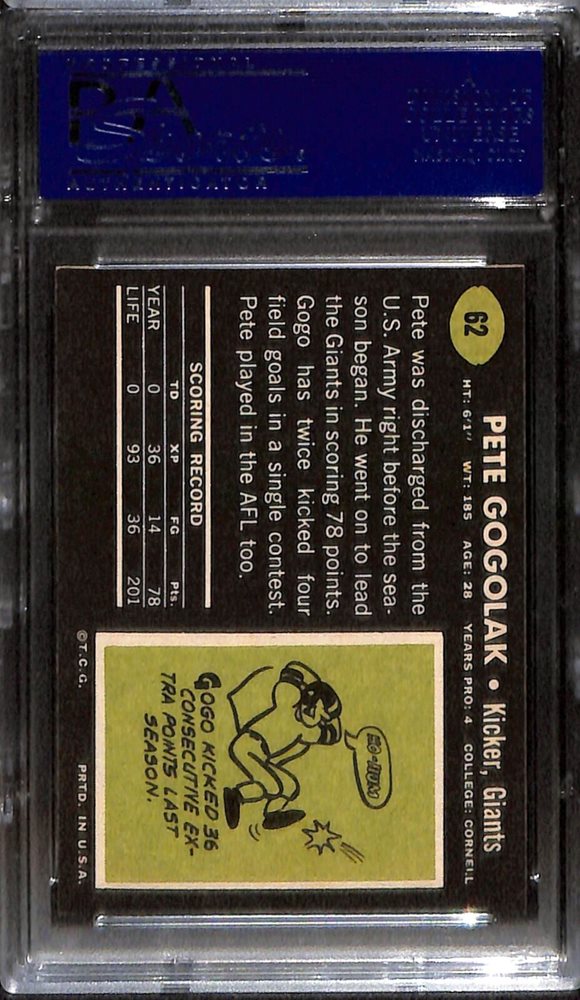 PSA
AUTHENTICATOR
62
PETE GOGOLAK • Kicker, Giants
HT: 6'1" WT: 185 AGE: 28 YEARS PRO: 4 COLLEGE: CORNELL
Pete was discharged from the
U.S. Army right before the sea-
son began. He went on to lead
the Giants in scoring 78 points.
Gogo has twice kicked four
field goals in a single contest.
Pete played in the AFL too.
SCORING RECORD
TD XP FG Pts.
YEAR 0 36 14 78
LIFE 0 93 36 201
HO-HUM
GOGO KICKED 36
CONSECUTIVE EX-
TRA POINTS LAST
SEASON.
©T.C.G. PRTD. IN U.S.A.